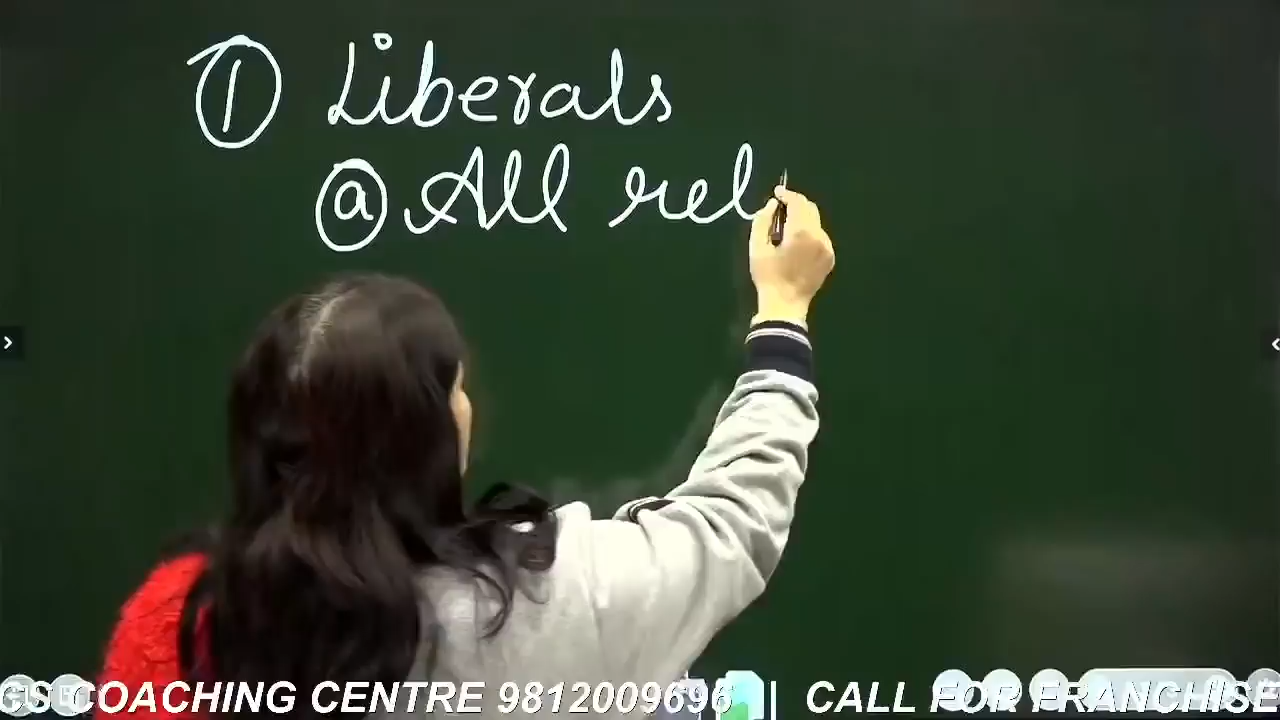 ① Liberals
ⓐ All rel
GS COACHING CENTRE 9812009696 | CALL FOR FRANCHISE